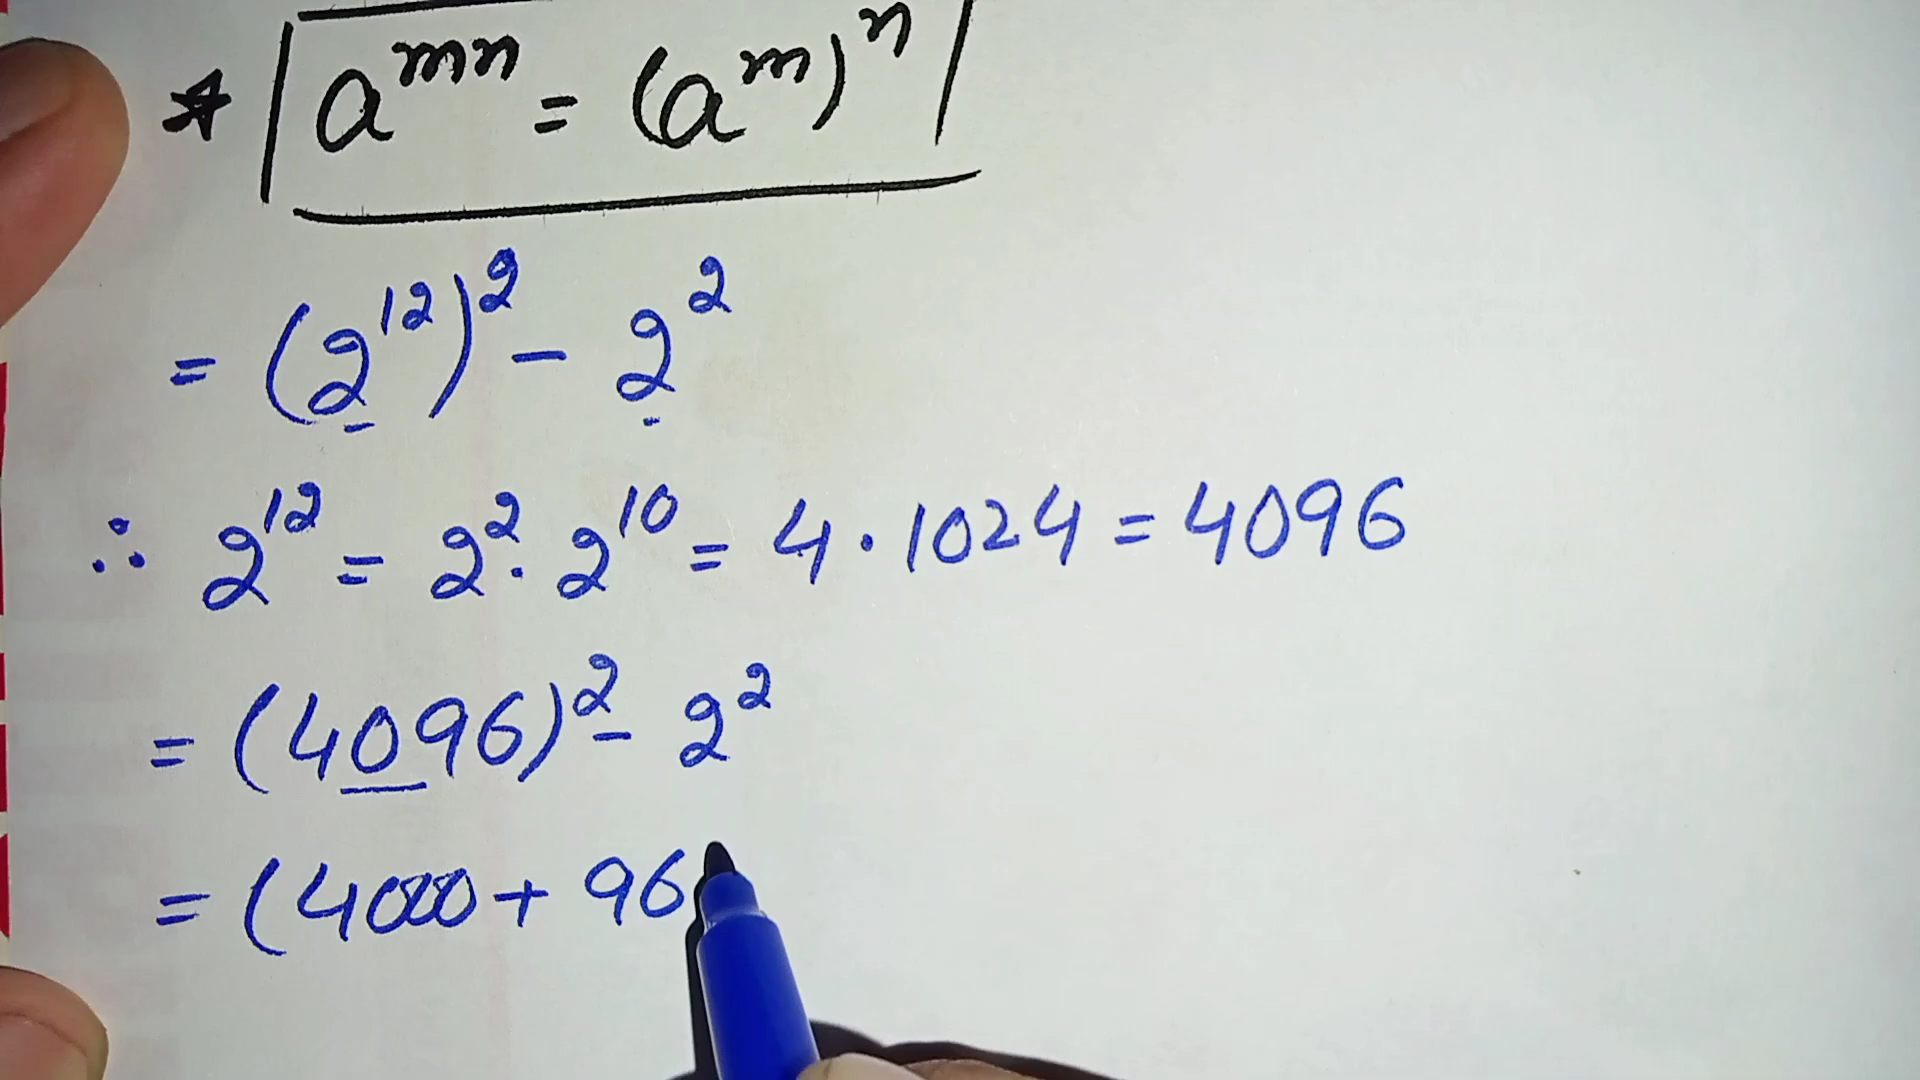 * a^{mn} = (a^m)^n
= (2^{12})^2 - 2^2
∴ 2^{12} = 2^2 · 2^{10} = 4 · 1024 = 4096
= (4096)^2 - 2^2
= (4000 + 96